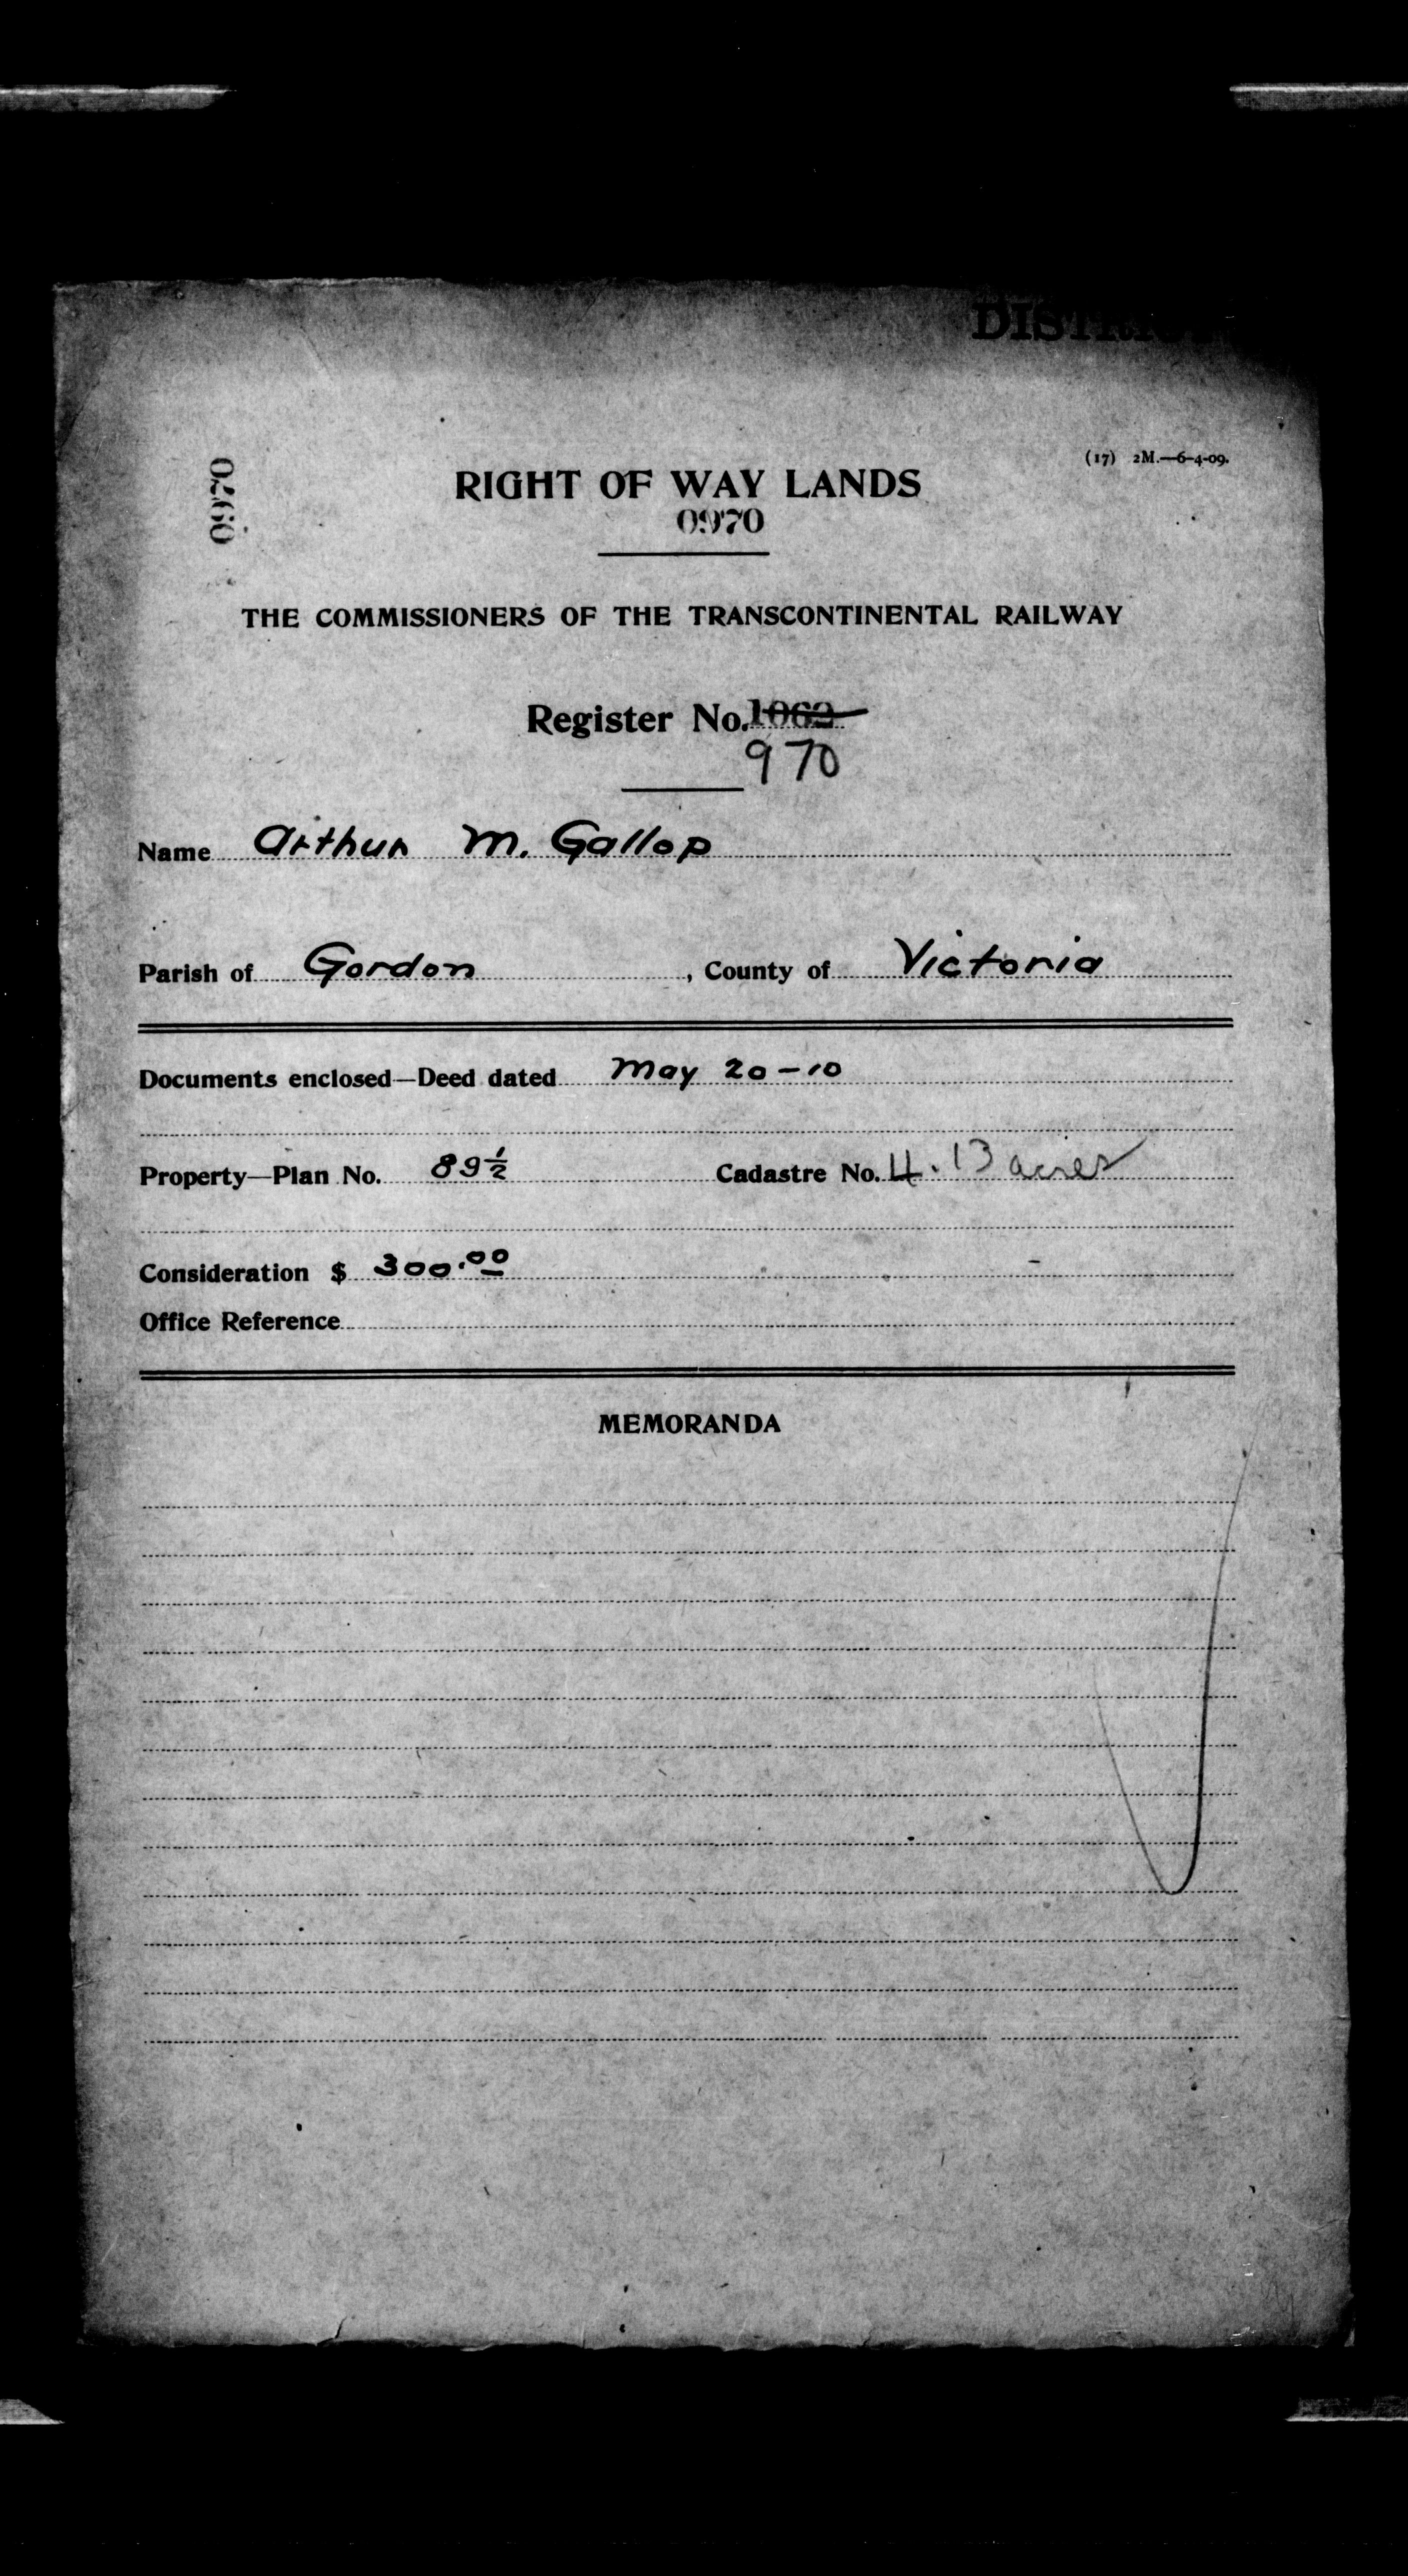 (17) 2M.—6-4-09.
0970
RIGHT OF WAY LANDS
0970
THE COMMISSIONERS OF THE TRANSCONTINENTAL RAILWAY
Register No. 1062
970
Name Arthur M. Gallop
Parish of Gordon, County of Victoria
Documents enclosed—Deed dated May 20-10
Property—Plan No. 89½ Cadastre No. 4.13 acres
Consideration $ 300.00
Office Reference
MEMORANDA